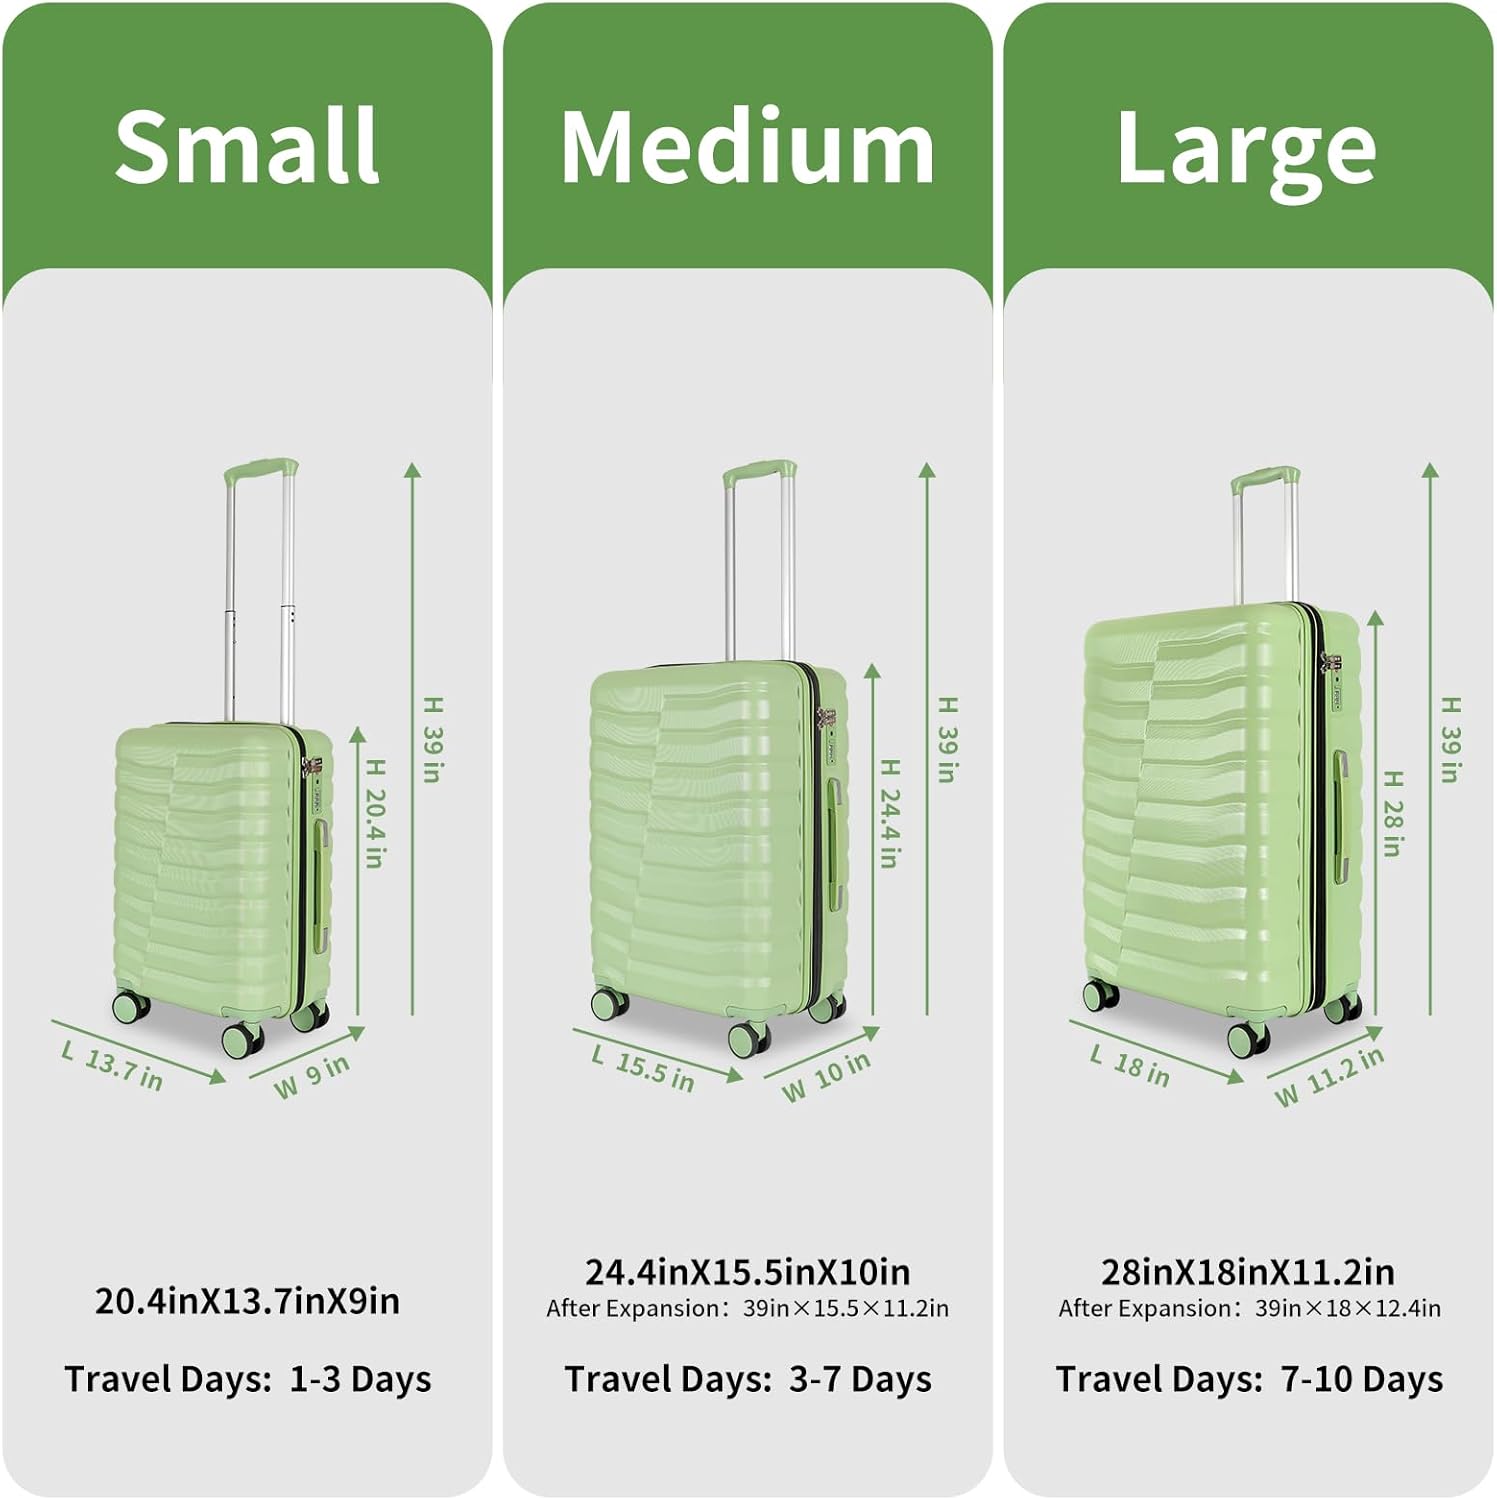 Small
H 39 in
H 20.4 in
L 13.7 in
W 9 in
20.4inX13.7inX9in
Travel Days: 1-3 Days
Medium
H 39 in
H 24.4 in
L 15.5 in
W 10 in
24.4inX15.5inX10in
After Expansion: 39in×15.5×11.2in
Travel Days: 3-7 Days
Large
H 39 in
H 28 in
L 18 in
W 11.2 in
28inX18inX11.2in
After Expansion: 39in×18×12.4in
Travel Days: 7-10 Days